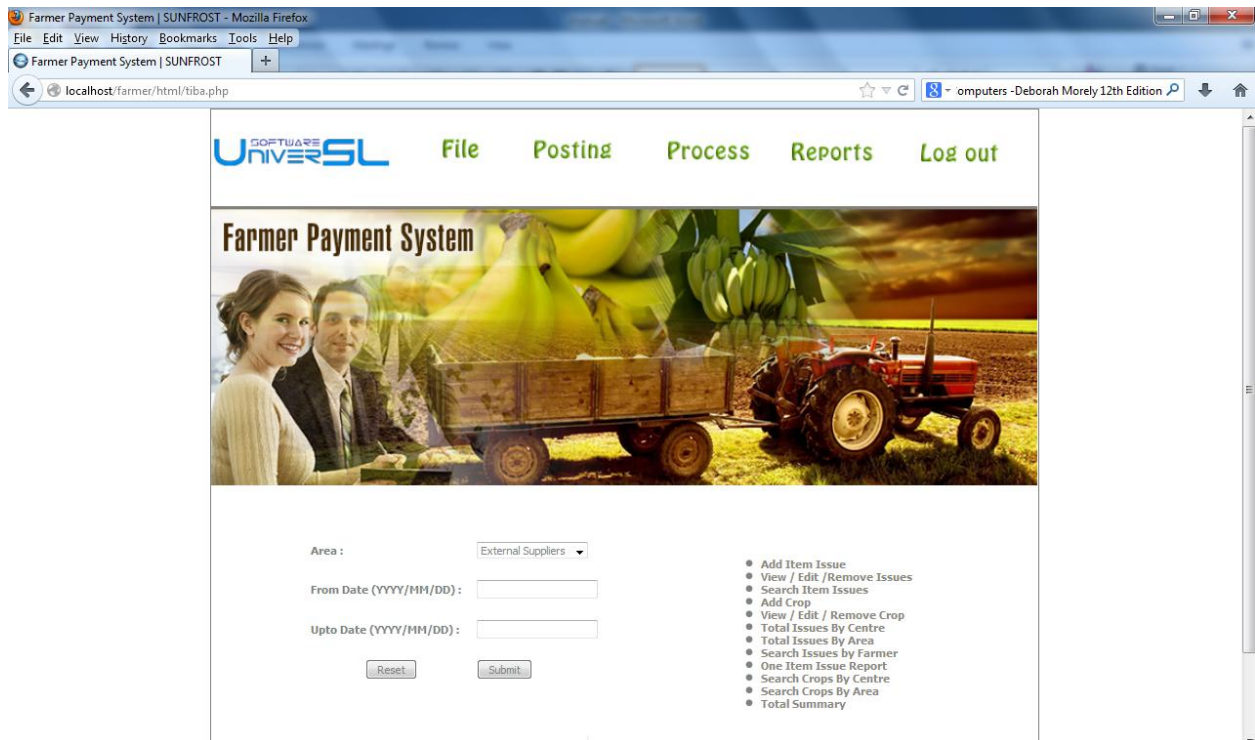 Farmer Payment System | SUNFROST - Mozilla Firefox
File Edit View History Bookmarks Tools Help
Farmer Payment System | SUNFROST +
localhost/farmer/html/tiba.php
8 omputers -Deborah Morely 12th Edition
SOFTWARE
UNIVERSL
File Posting Process Reports Log out
Farmer Payment System
Area : External Suppliers
From Date (YYYY/MM/DD) :
Upto Date (YYYY/MM/DD) :
Reset Submit
Add Item Issue
View / Edit /Remove Issues
Search Item Issues
Add Crop
View / Edit / Remove Crop
Total Issues By Centre
Total Issues By Area
Search Issues by Farmer
One Item Issue Report
Search Crops By Centre
Search Crops By Area
Total Summary